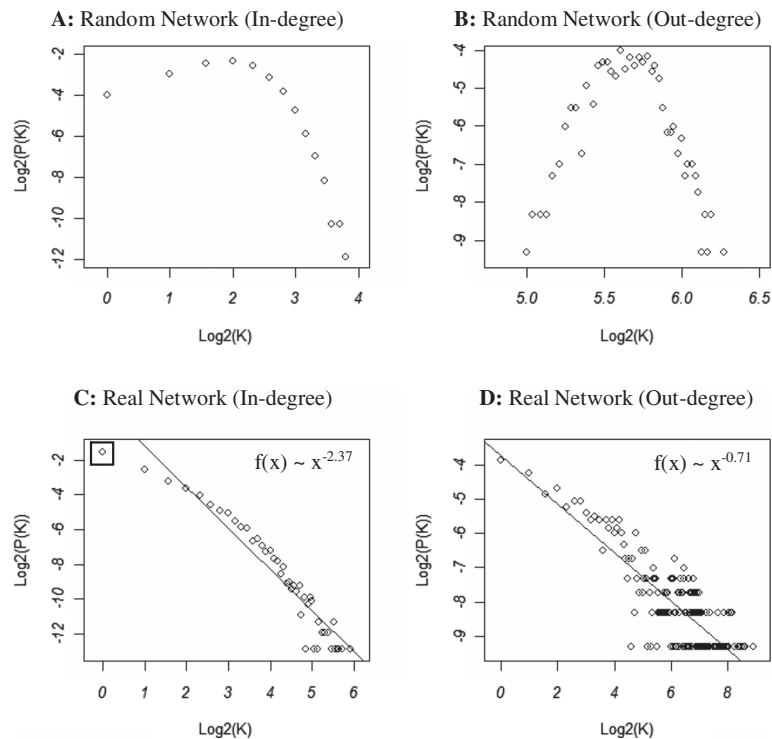 A: Random Network (In-degree)
B: Random Network (Out-degree)
Log2(P(K))
-2
-4
-6
-8
-10
-12
0 1 2 3 4
Log2(K)
Log2(P(K))
-4
-5
-6
-7
-8
-9
5.0 5.5 6.0 6.5
Log2(K)
C: Real Network (In-degree)
D: Real Network (Out-degree)
f(x) ~ x^-2.37
Log2(P(K))
-2
-4
-6
-8
-10
-12
0 1 2 3 4 5 6
Log2(K)
f(x) ~ x^-0.71
Log2(P(K))
-4
-5
-6
-7
-8
-9
0 2 4 6 8
Log2(K)